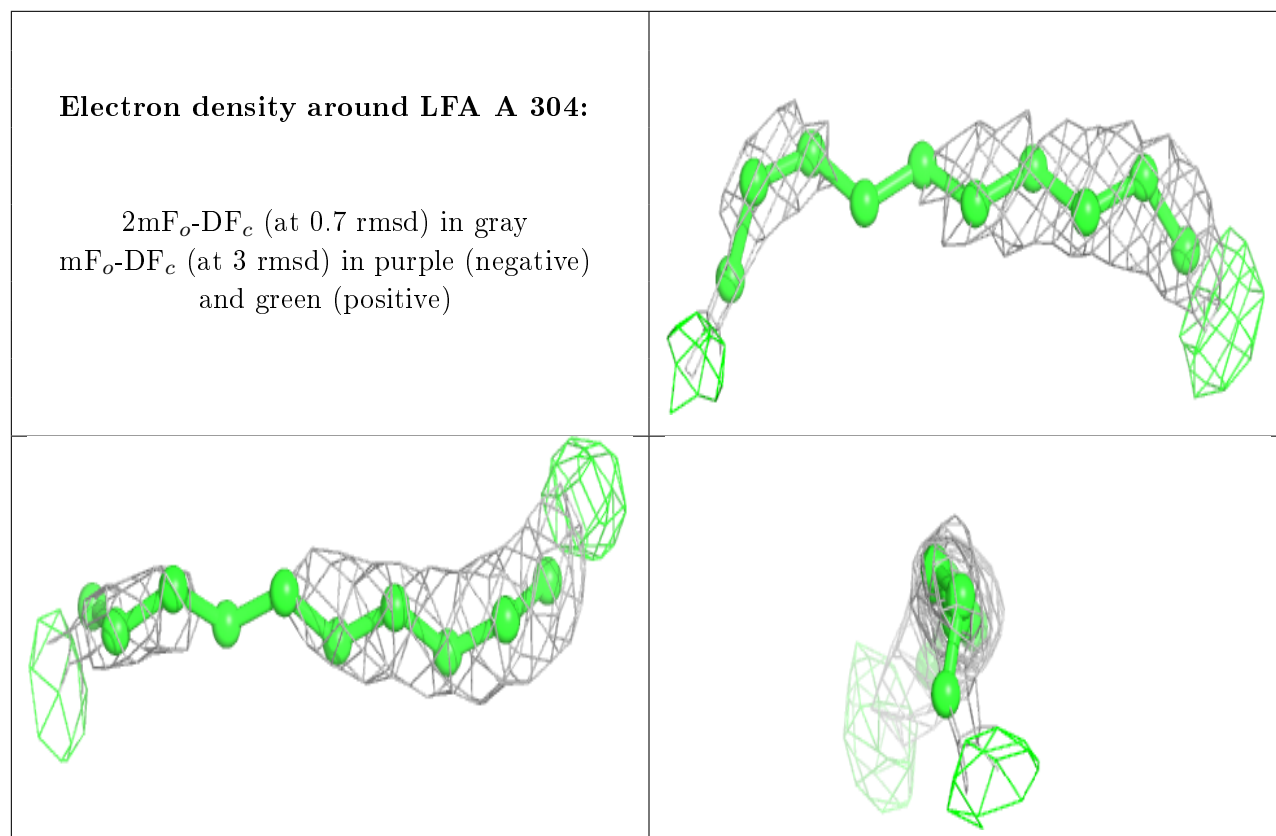 Electron density around LFA A 304:
2mFo-DFc (at 0.7 rmsd) in gray
mFo-DFc (at 3 rmsd) in purple (negative)
and green (positive)